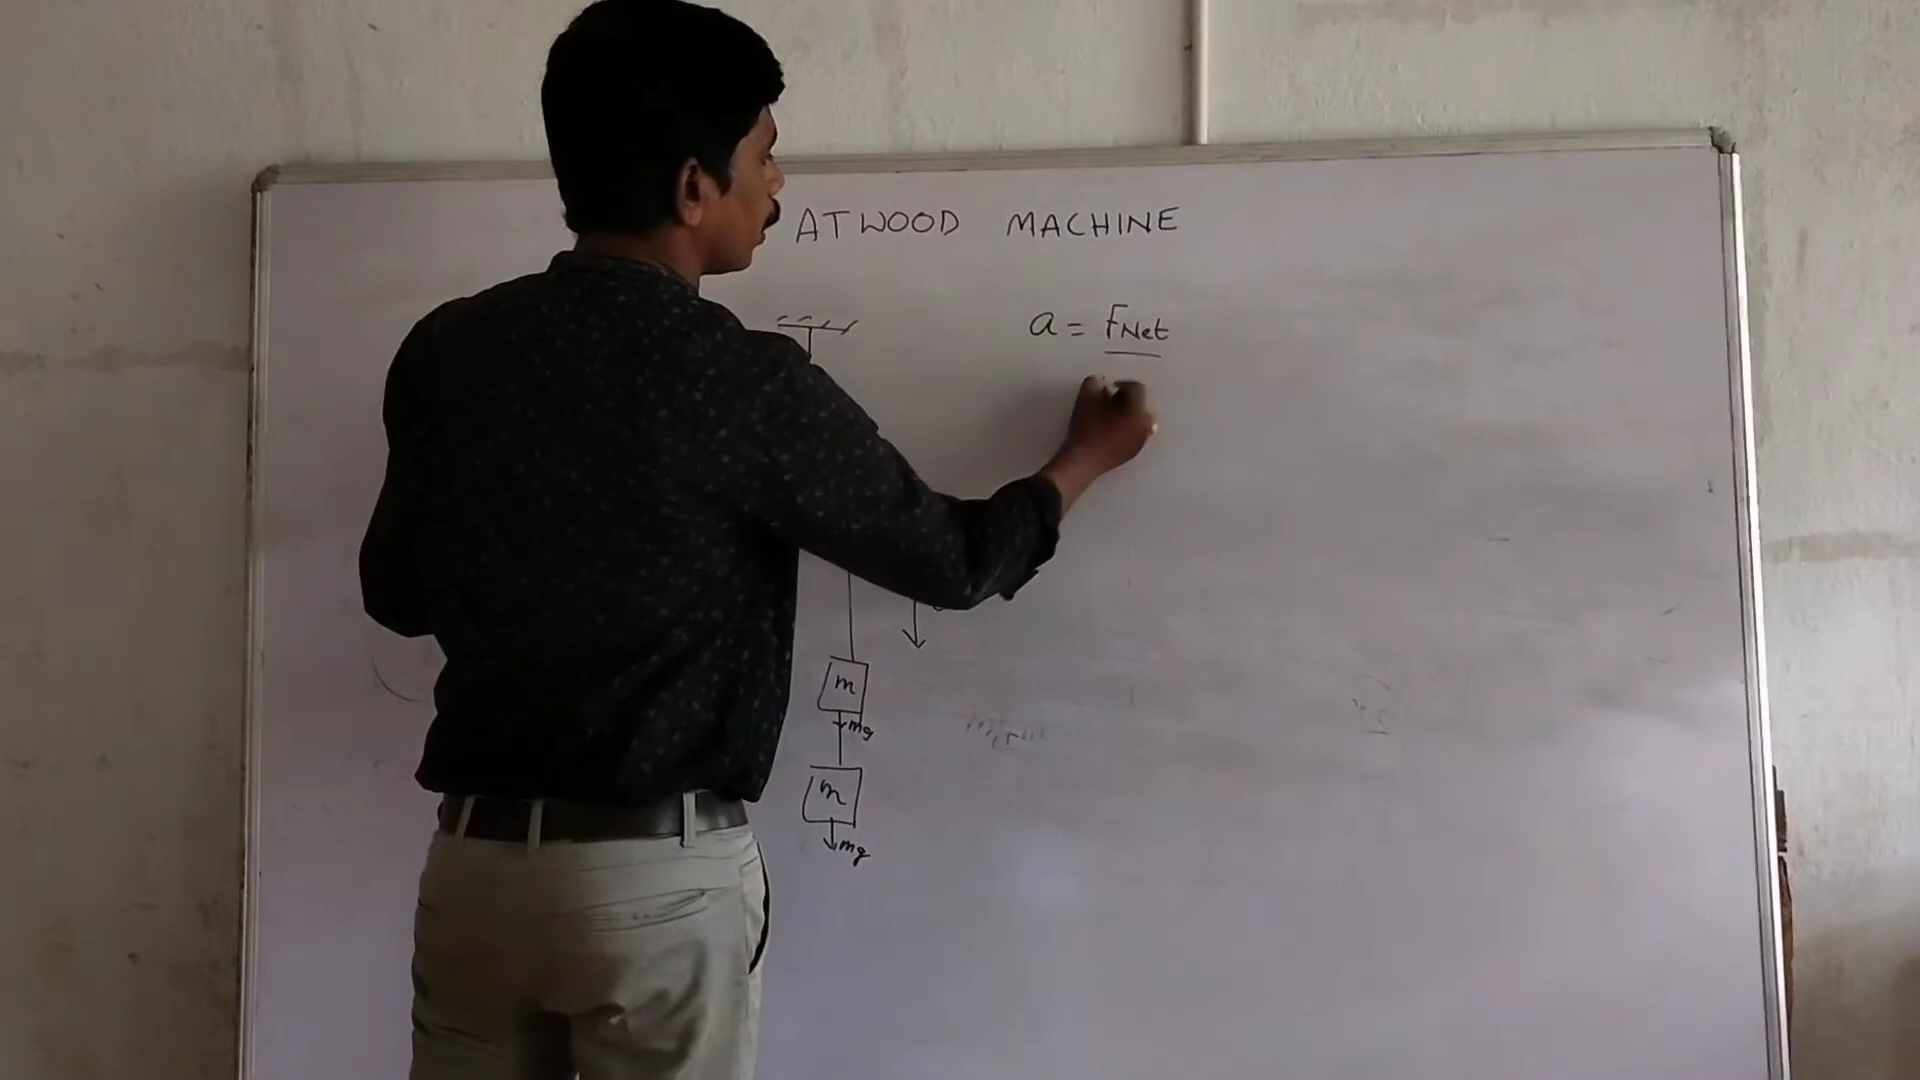 ATWOOD MACHINE
a = FNet
m
mg
m
mg